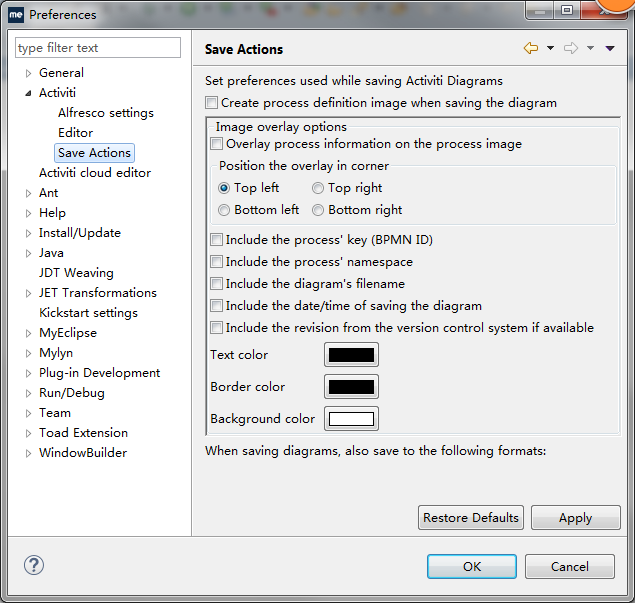 me Preferences
type filter text
General
Activiti
Alfresco settings
Editor
Save Actions
Activiti cloud editor
Ant
Help
Install/Update
Java
JDT Weaving
JET Transformations
Kickstart settings
MyEclipse
Mylyn
Plug-in Development
Run/Debug
Team
Toad Extension
WindowBuilder
Save Actions
Set preferences used while saving Activiti Diagrams
Create process definition image when saving the diagram
Image overlay options
Overlay process information on the process image
Position the overlay in corner
Top left Top right
Bottom left Bottom right
Include the process' key (BPMN ID)
Include the process' namespace
Include the diagram's filename
Include the date/time of saving the diagram
Include the revision from the version control system if available
Text color
Border color
Background color
When saving diagrams, also save to the following formats:
Restore Defaults Apply
? OK Cancel